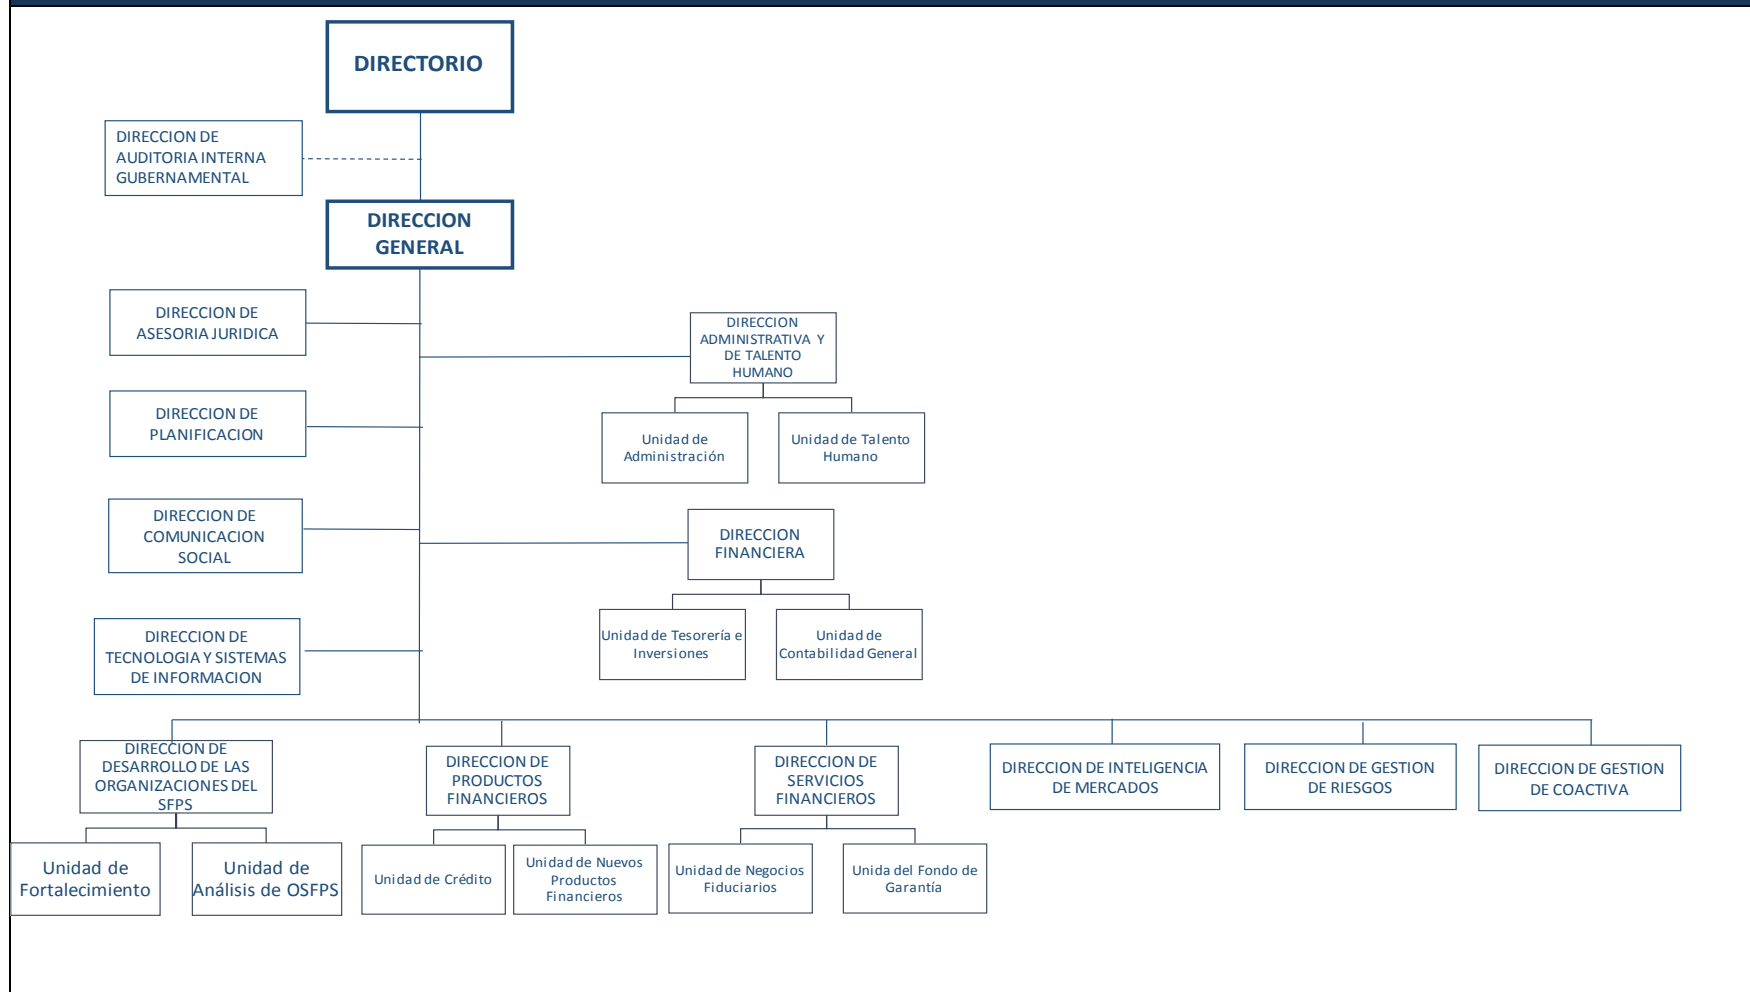 DIRECTORIO
DIRECCION DE
AUDITORIA INTERNA
GUBERNAMENTAL
DIRECCION
GENERAL
DIRECCION DE
ASESORIA JURIDICA
DIRECCION
ADMINISTRATIVA Y
DE TALENTO
HUMANO
DIRECCION DE
PLANIFICACION
Unidad de
Administración
Unidad de Talento
Humano
DIRECCION DE
COMUNICACION
SOCIAL
DIRECCION
FINANCIERA
DIRECCION DE
TECNOLOGIA Y SISTEMAS
DE INFORMACION
Unidad de Tesorería e
Inversiones
Unidad de
Contabilidad General
DIRECCION DE
DESARROLLO DE LAS
ORGANIZACIONES DEL
SFPS
DIRECCION DE
PRODUCTOS
FINANCIEROS
DIRECCION DE
SERVICIOS
FINANCIEROS
DIRECCION DE INTELIGENCIA
DE MERCADOS
DIRECCION DE GESTION
DE RIESGOS
DIRECCION DE GESTION
DE COACTIVA
Unidad de
Fortalecimiento
Unidad de
Análisis de OSFPS
Unidad de Crédito
Unidad de Nuevos
Productos
Financieros
Unidad de Negocios
Fiduciarios
Unida del Fondo de
Garantía